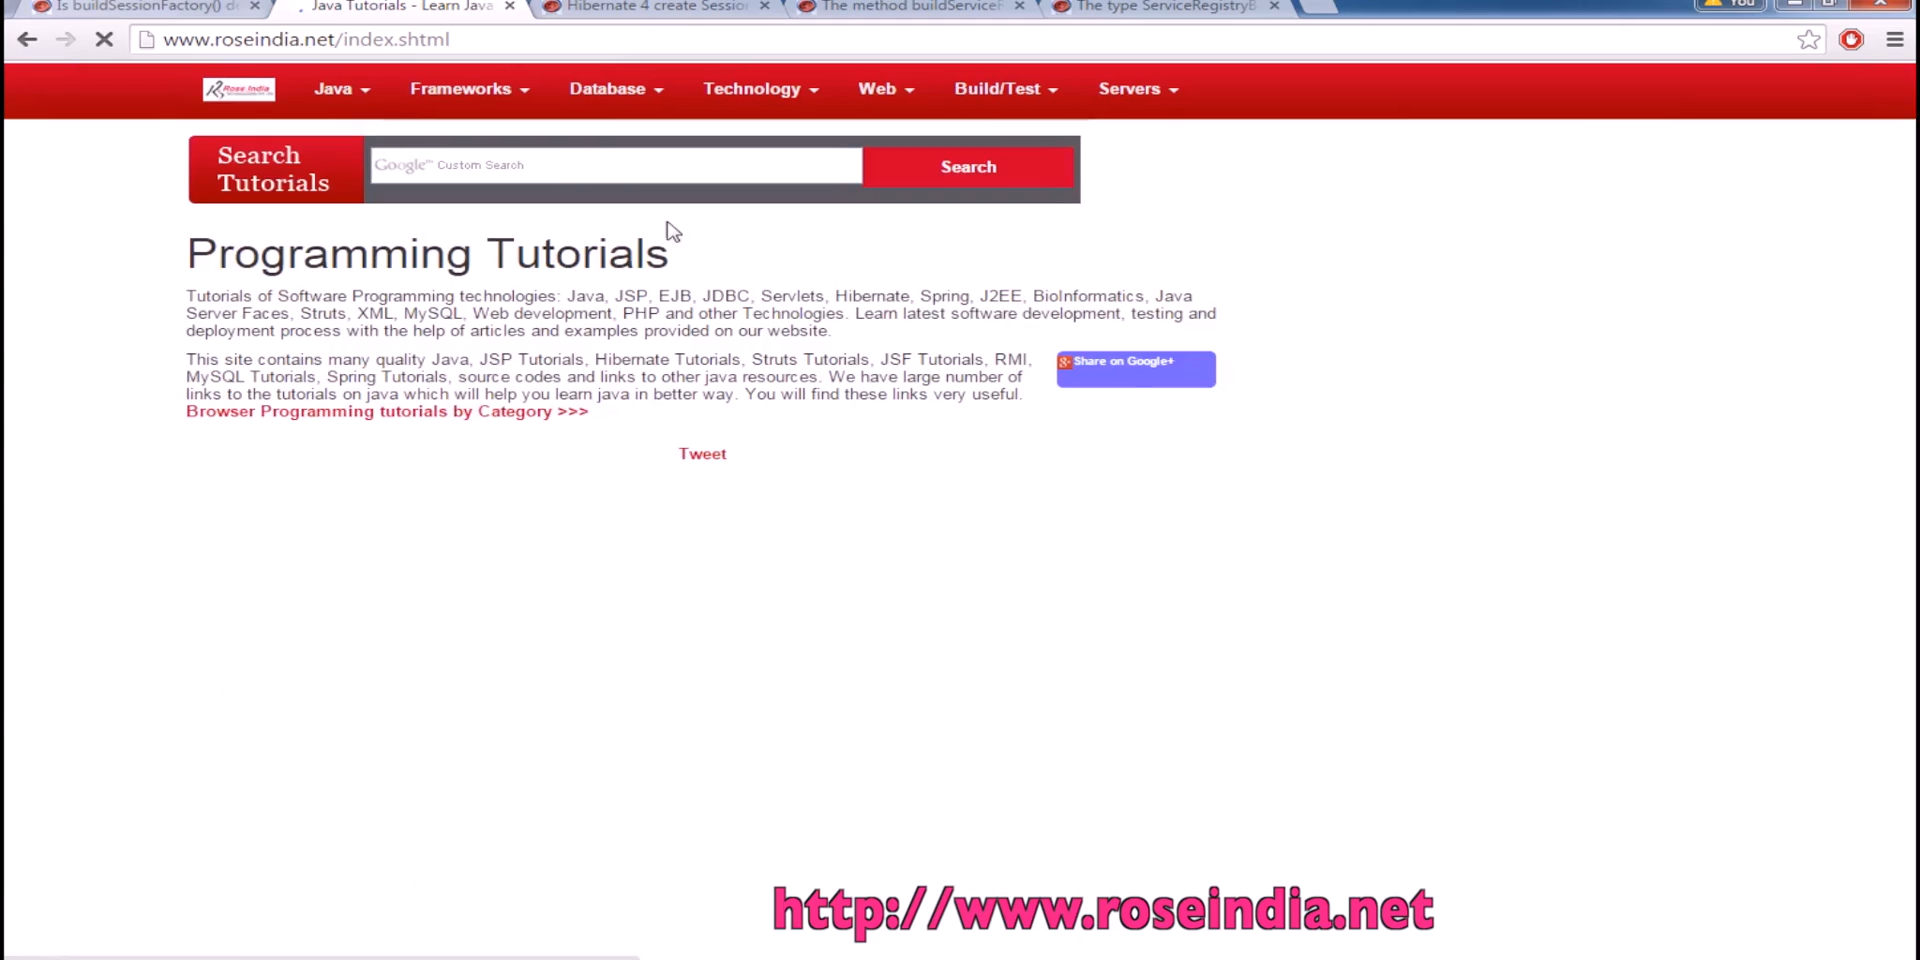 Is buildSessionFactory() d
Java Tutorials - Learn Java
Hibernate 4 create Session
The method buildServiceR
The type ServiceRegistryB
You
www.roseindia.net/index.shtml
Rose India
Java
Frameworks
Database
Technology
Web
Build/Test
Servers
Search
Tutorials
Google™ Custom Search
Search
Programming Tutorials
Tutorials of Software Programming technologies: Java, JSP, EJB, JDBC, Servlets, Hibernate, Spring, J2EE, BioInformatics, Java
Server Faces, Struts, XML, MySQL, Web development, PHP and other Technologies. Learn latest software development, testing and
deployment process with the help of articles and examples provided on our website.
This site contains many quality Java, JSP Tutorials, Hibernate Tutorials, Struts Tutorials, JSF Tutorials, RMI,
MySQL Tutorials, Spring Tutorials, source codes and links to other java resources. We have large number of
links to the tutorials on java which will help you learn java in better way. You will find these links very useful.
Browser Programming tutorials by Category >>>
Share on Google+
Tweet
http://www.roseindia.net